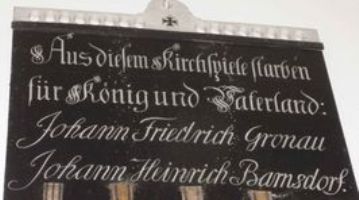 Aus diesem Kirchspiele starben
für König und Vaterland:
Johann Friedrich Gronau
Johann Heinrich Bamsdorf.